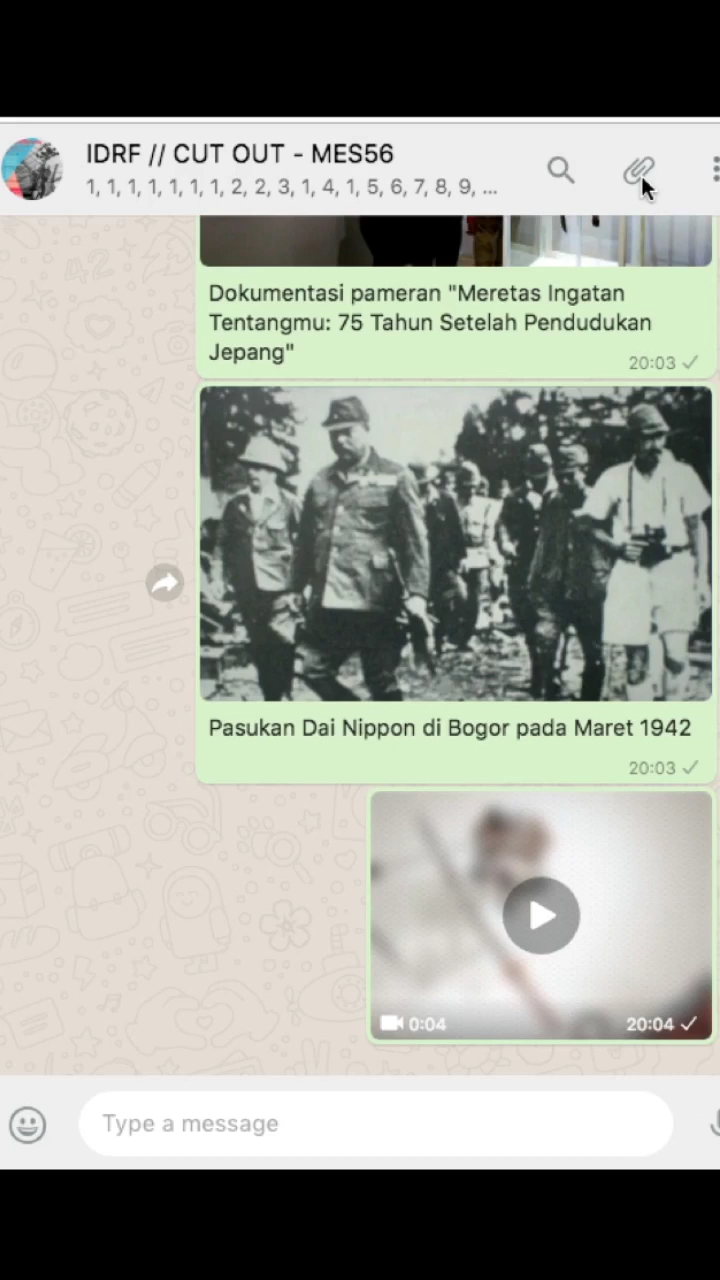 IDRF // CUT OUT - MES56
1, 1, 1, 1, 1, 1, 1, 2, 2, 3, 1, 4, 1, 5, 6, 7, 8, 9, ...
Dokumentasi pameran "Meretas Ingatan
Tentangmu: 75 Tahun Setelah Pendudukan
Jepang"
20:03
Pasukan Dai Nippon di Bogor pada Maret 1942
20:03
0:04
20:04
Type a message